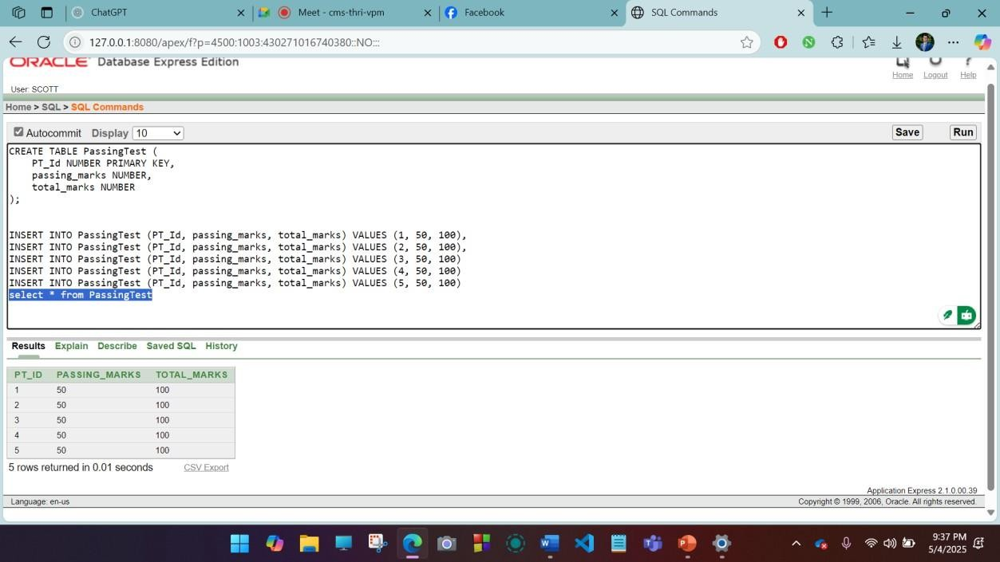 ChatGPT
Meet - cms-thri-vpm
Facebook
SQL Commands
127.0.0.1:8080/apex/f?p=4500:1003:430271016740380::NO:::
ORACLE Database Express Edition
Home Logout Help
User: SCOTT
Home > SQL > SQL Commands
Autocommit Display 10
Save Run
CREATE TABLE PassingTest (
PT_Id NUMBER PRIMARY KEY,
passing_marks NUMBER,
total_marks NUMBER
);
INSERT INTO PassingTest (PT_Id, passing_marks, total_marks) VALUES (1, 50, 100),
INSERT INTO PassingTest (PT_Id, passing_marks, total_marks) VALUES (2, 50, 100),
INSERT INTO PassingTest (PT_Id, passing_marks, total_marks) VALUES (3, 50, 100)
INSERT INTO PassingTest (PT_Id, passing_marks, total_marks) VALUES (4, 50, 100)
INSERT INTO PassingTest (PT_Id, passing_marks, total_marks) VALUES (5, 50, 100)
select * from PassingTest
Results Explain Describe Saved SQL History
PT_ID PASSING_MARKS TOTAL_MARKS
1 50 100
2 50 100
3 50 100
4 50 100
5 50 100
5 rows returned in 0.01 seconds CSV Export
Application Express 2.1.0.00.39
Language: en-us Copyright © 1999, 2006, Oracle. All rights reserved.
9:37 PM
5/4/2025